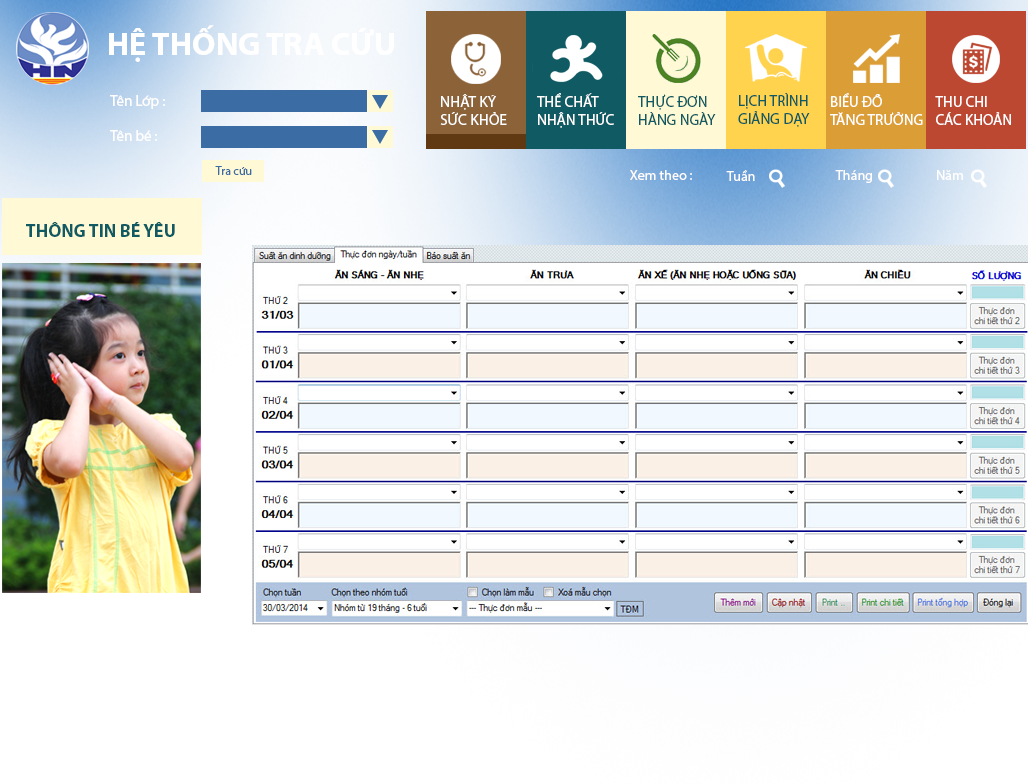 HN
HỆ THỐNG TRA CỨU
Tên Lớp :
Tên bé :
Tra cứu
NHẬT KÝ
SỨC KHỎE
THỂ CHẤT
NHẬN THỨC
THỰC ĐƠN
HÀNG NGÀY
LỊCH TRÌNH
GIẢNG DẠY
BIỂU ĐỒ
TĂNG TRƯỞNG
THU CHI
CÁC KHOẢN
Xem theo :
Tuần
Tháng
Năm
THÔNG TIN BÉ YÊU
Suất ăn dinh dưỡng
Thực đơn ngày/tuần
Báo suất ăn
ĂN SÁNG - ĂN NHẸ
ĂN TRƯA
ĂN XẾ (ĂN NHẸ HOẶC UỐNG SỮA)
ĂN CHIỀU
SỐ LƯỢNG
THỨ 2
31/03
Thực đơn
chi tiết thứ 2
THỨ 3
01/04
Thực đơn
chi tiết thứ 3
THỨ 4
02/04
Thực đơn
chi tiết thứ 4
THỨ 5
03/04
Thực đơn
chi tiết thứ 5
THỨ 6
04/04
Thực đơn
chi tiết thứ 6
THỨ 7
05/04
Thực đơn
chi tiết thứ 7
Chọn tuần
30/03/2014
Chọn theo nhóm tuổi
Nhóm từ 19 tháng - 6 tuổi
Chọn làm mẫu
Xoá mẫu chọn
--- Thực đơn mẫu ---
TĐM
Thêm mới
Cập nhật
Print ..
Print chi tiết
Print tổng hợp
Đóng lại